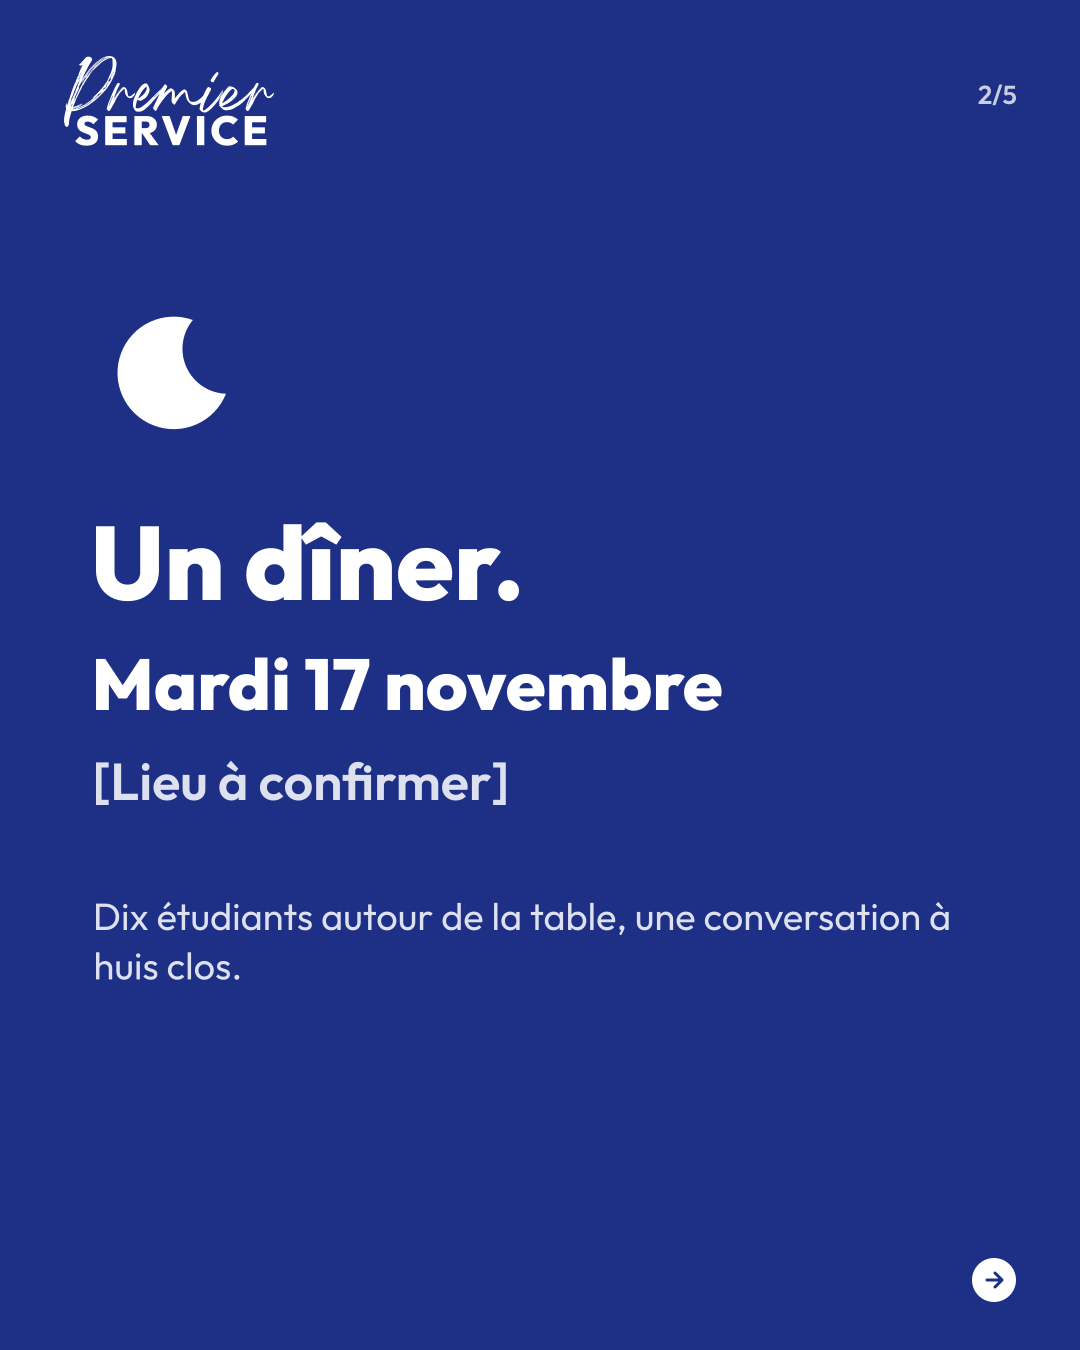 Premier
SERVICE
2/5
Un dîner.
Mardi 17 novembre
[Lieu à confirmer]
Dix étudiants autour de la table, une conversation à
huis clos.